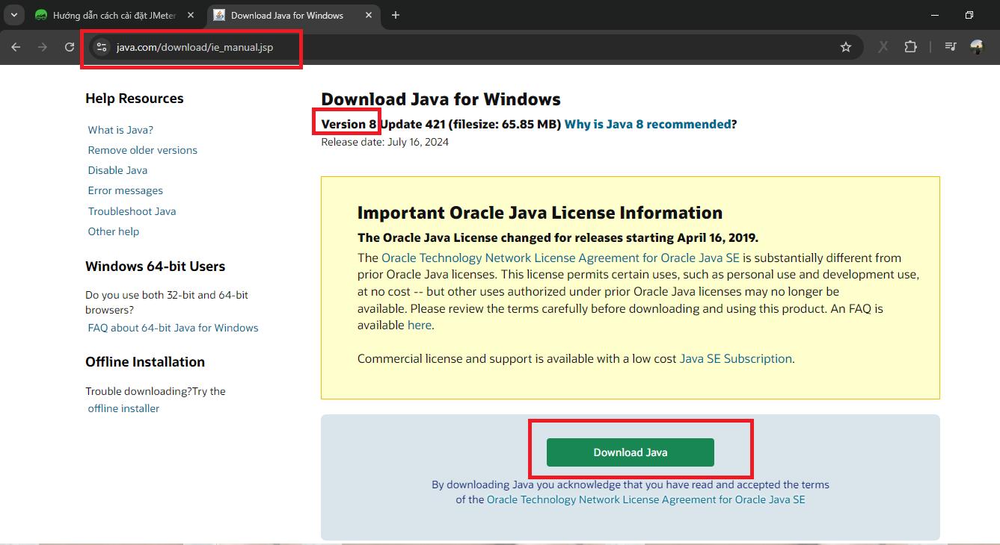 Hướng dẫn cách cài đặt JMeter
Download Java for Windows
java.com/download/ie_manual.jsp
Help Resources
What is Java?
Remove older versions
Disable Java
Error messages
Troubleshoot Java
Other help
Windows 64-bit Users
Do you use both 32-bit and 64-bit
browsers?
FAQ about 64-bit Java for Windows
Offline Installation
Trouble downloading?Try the
offline installer
Download Java for Windows
Version 8 Update 421 (filesize: 65.85 MB) Why is Java 8 recommended?
Release date: July 16, 2024
Important Oracle Java License Information
The Oracle Java License changed for releases starting April 16, 2019.
The Oracle Technology Network License Agreement for Oracle Java SE is substantially different from
prior Oracle Java licenses. This license permits certain uses, such as personal use and development use,
at no cost -- but other uses authorized under prior Oracle Java licenses may no longer be
available. Please review the terms carefully before downloading and using this product. An FAQ is
available here.
Commercial license and support is available with a low cost Java SE Subscription.
Download Java
By downloading Java you acknowledge that you have read and accepted the terms
of the Oracle Technology Network License Agreement for Oracle Java SE